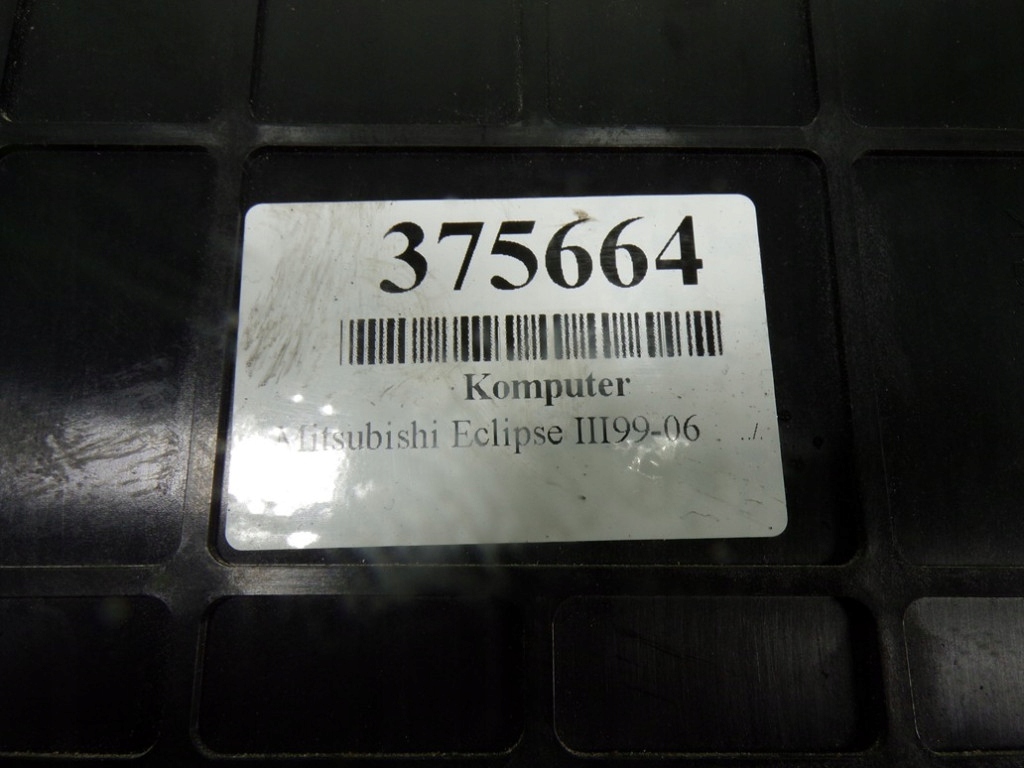 375664
Komputer
Mitsubishi Eclipse III99-06 ../.